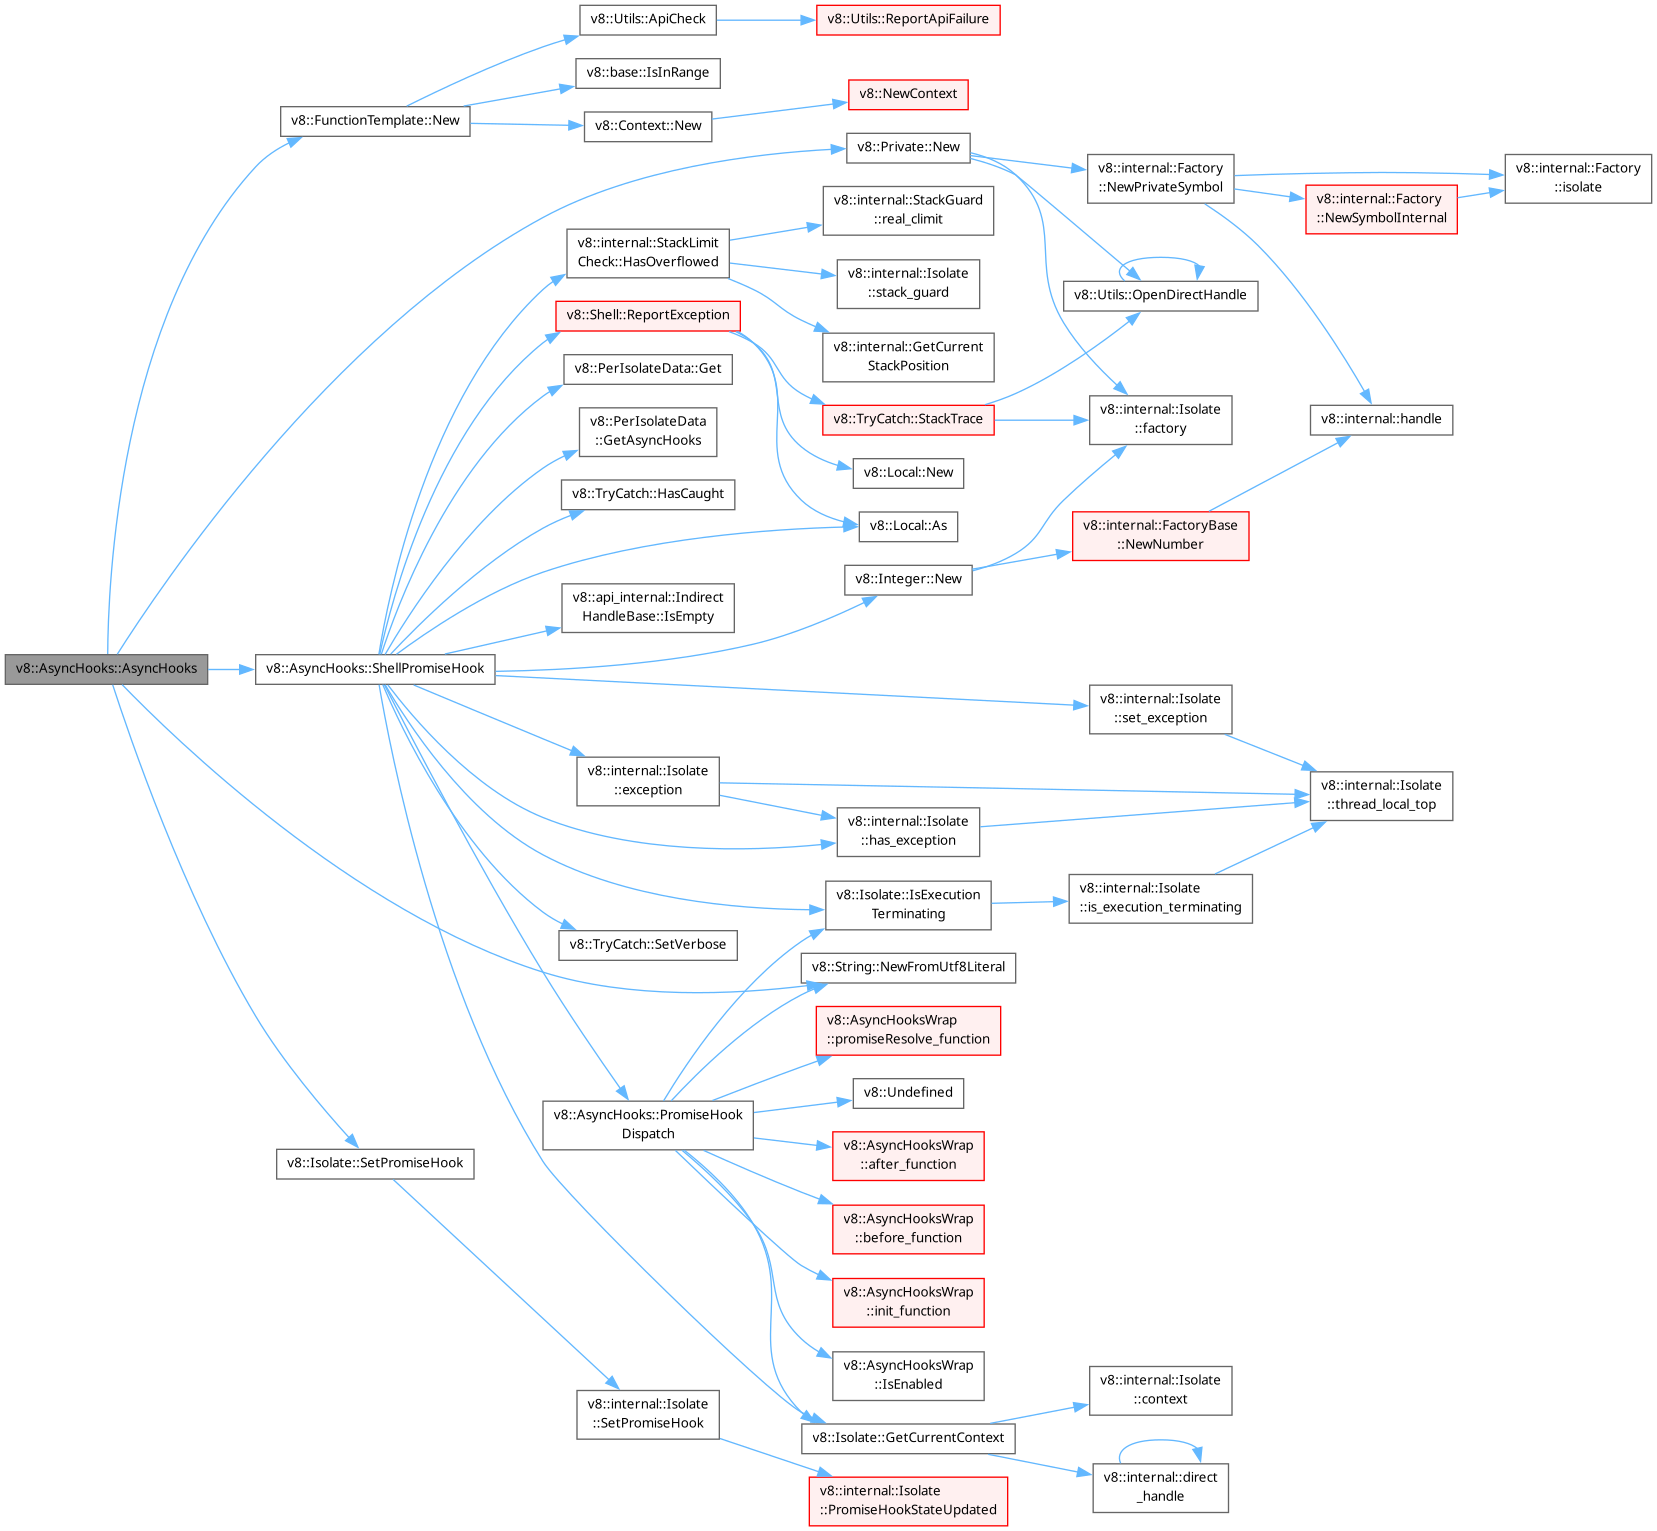 v8::Utils::ApiCheck
v8::Utils::ReportApiFailure
v8::base::IsInRange
v8::FunctionTemplate::New
v8::Context::New
v8::NewContext
v8::Private::New
v8::internal::Factory
::NewPrivateSymbol
v8::internal::Factory
::isolate
v8::internal::Factory
::NewSymbolInternal
v8::internal::StackGuard
::real_climit
v8::internal::StackLimit
Check::HasOverflowed
v8::internal::Isolate
::stack_guard
v8::Utils::OpenDirectHandle
v8::Shell::ReportException
v8::internal::GetCurrent
StackPosition
v8::PerIsolateData::Get
v8::TryCatch::StackTrace
v8::internal::Isolate
::factory
v8::internal::handle
v8::PerIsolateData
::GetAsyncHooks
v8::Local::New
v8::TryCatch::HasCaught
v8::Local::As
v8::internal::FactoryBase
::NewNumber
v8::Integer::New
v8::api_internal::Indirect
HandleBase::IsEmpty
v8::AsyncHooks::AsyncHooks
v8::AsyncHooks::ShellPromiseHook
v8::internal::Isolate
::set_exception
v8::internal::Isolate
::exception
v8::internal::Isolate
::thread_local_top
v8::internal::Isolate
::has_exception
v8::Isolate::IsExecution
Terminating
v8::internal::Isolate
::is_execution_terminating
v8::TryCatch::SetVerbose
v8::String::NewFromUtf8Literal
v8::AsyncHooksWrap
::promiseResolve_function
v8::Undefined
v8::AsyncHooks::PromiseHook
Dispatch
v8::AsyncHooksWrap
::after_function
v8::Isolate::SetPromiseHook
v8::AsyncHooksWrap
::before_function
v8::AsyncHooksWrap
::init_function
v8::AsyncHooksWrap
::IsEnabled
v8::internal::Isolate
::context
v8::internal::Isolate
::SetPromiseHook
v8::Isolate::GetCurrentContext
v8::internal::direct
_handle
v8::internal::Isolate
::PromiseHookStateUpdated